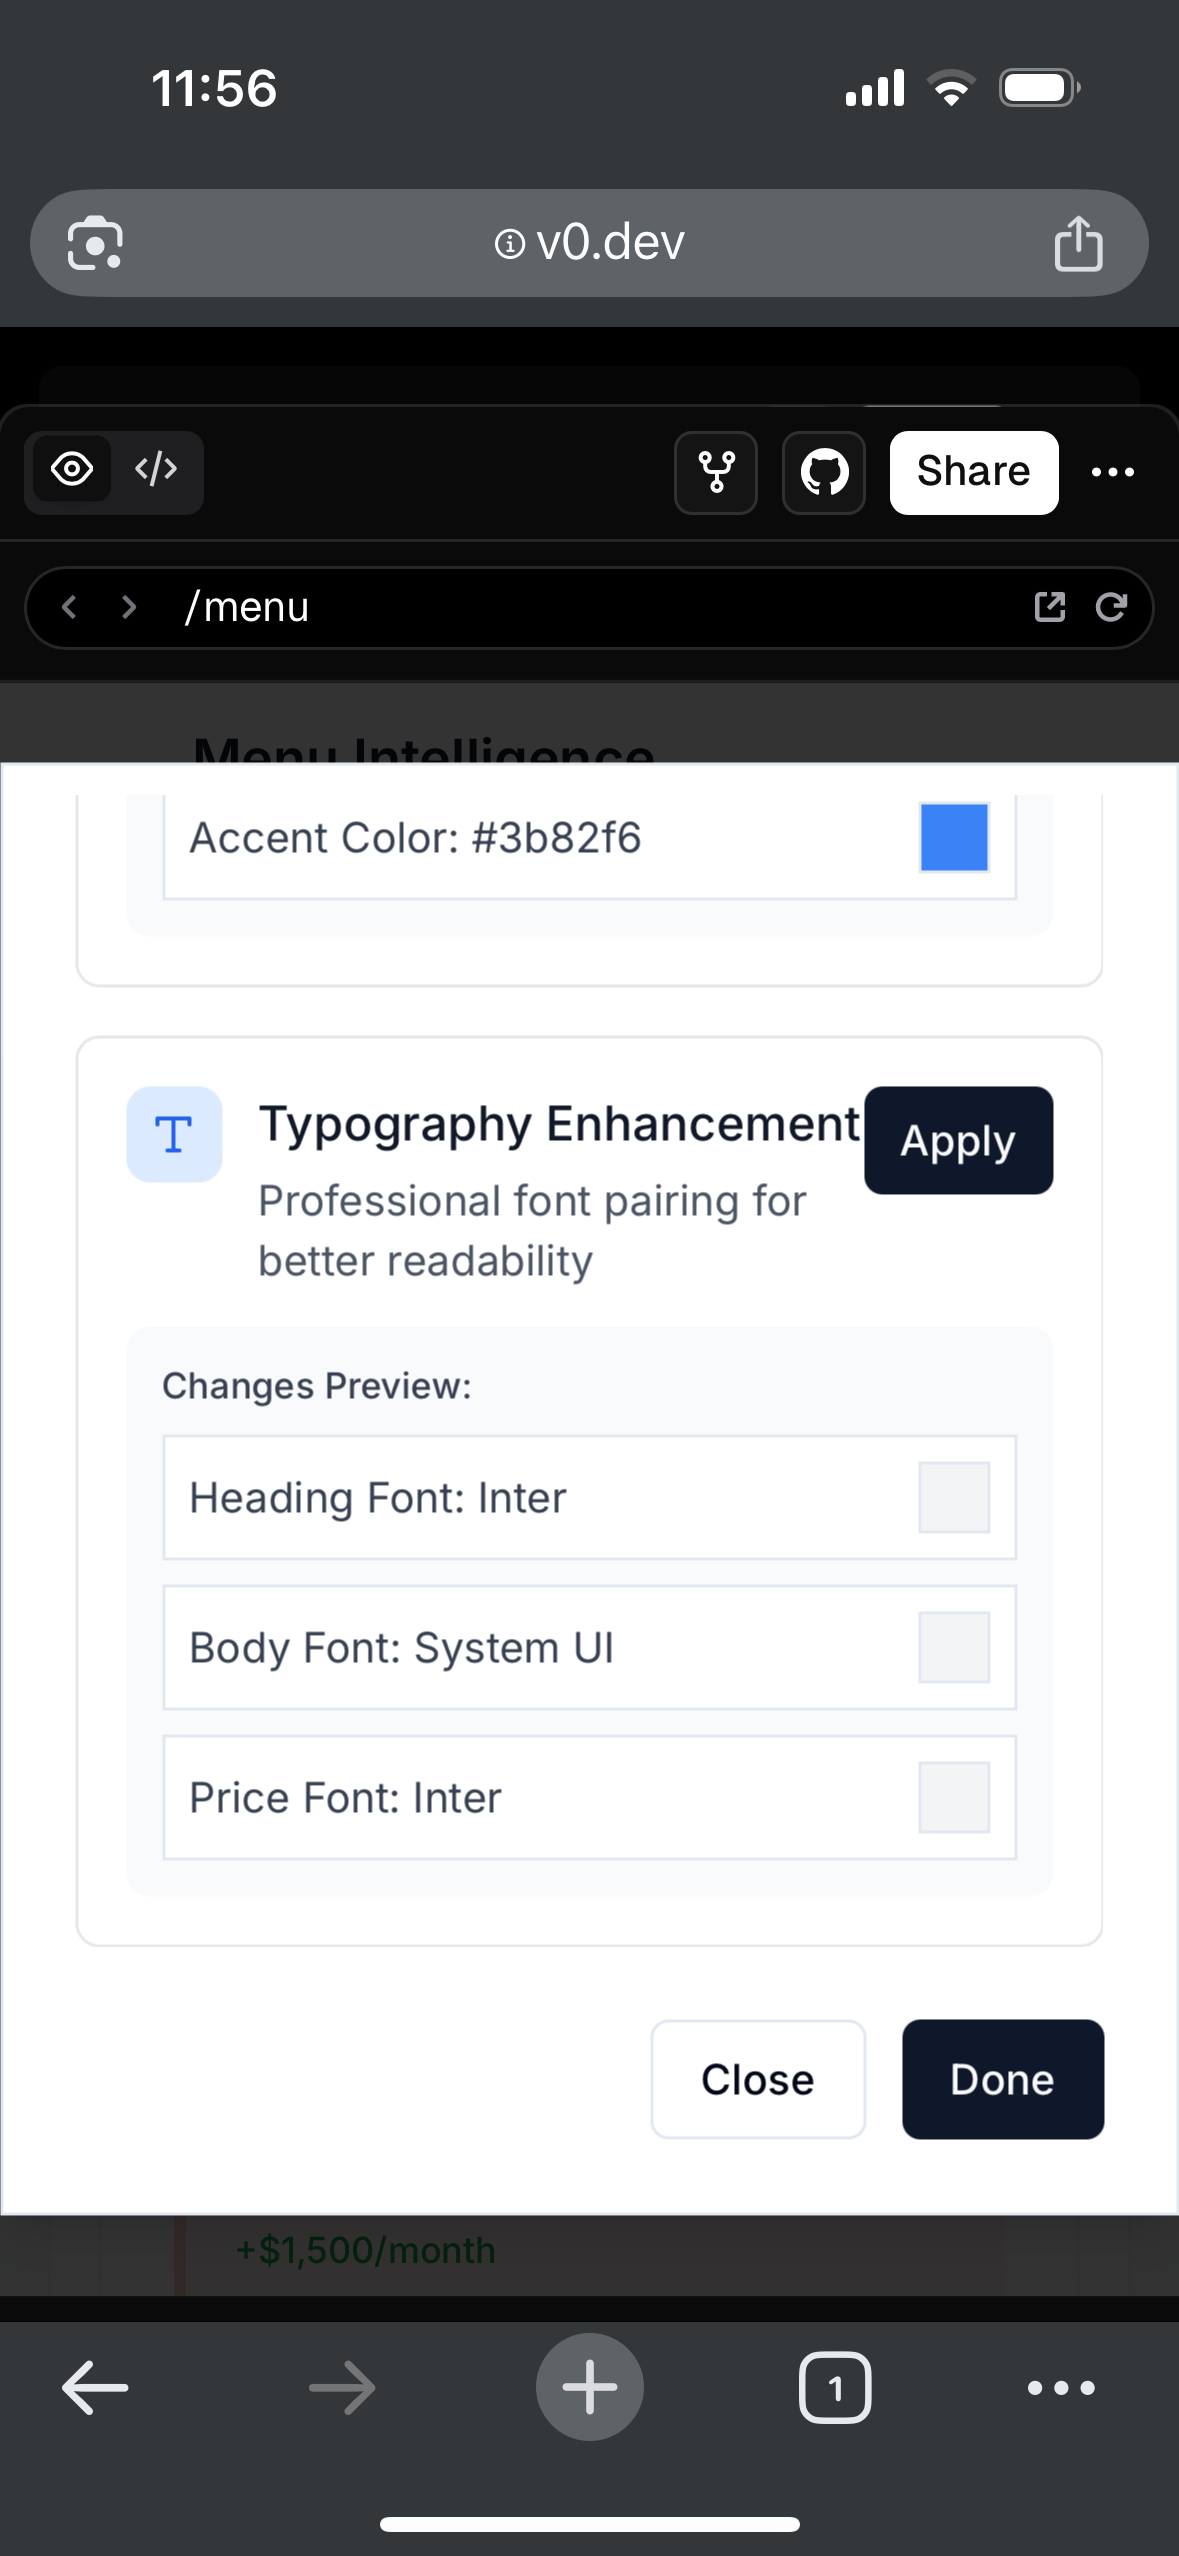 11:56
v0.dev
Share
/menu
Menu Intelligence
Accent Color: #3b82f6
Typography Enhancement
Apply
Professional font pairing for
better readability
Changes Preview:
Heading Font: Inter
Body Font: System UI
Price Font: Inter
Close
Done
+$1,500/month
1